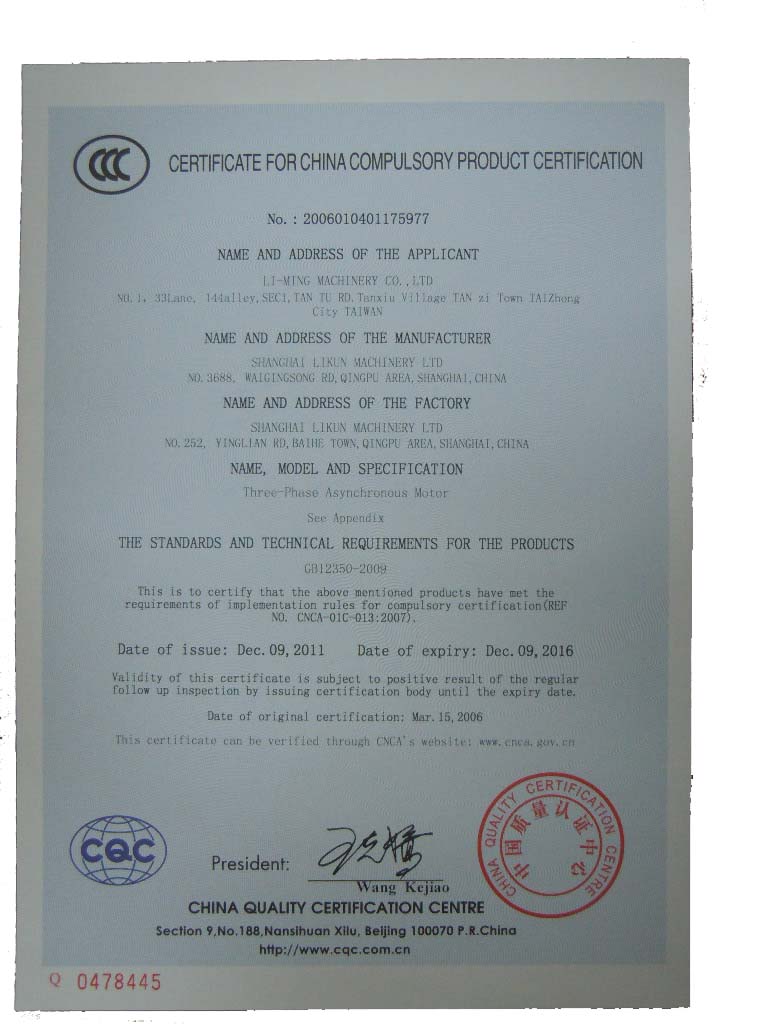 CCC
CERTIFICATE FOR CHINA COMPULSORY PRODUCT CERTIFICATION
No. : 2006010401175977
NAME AND ADDRESS OF THE APPLICANT
LI-MING MACHINERY CO.,LTD
NO.1, 33Lane, 144alley,SEC1,TAN TU RD.Tanxiu Village TAN zi Town TAIZhong
City TAIWAN
NAME AND ADDRESS OF THE MANUFACTURER
SHANGHAI LIKUN MACHINERY LTD
NO.3688, WAIGINGSONG RD,QINGPU AREA,SHANGHAI,CHINA
NAME AND ADDRESS OF THE FACTORY
SHANGHAI LIKUN MACHINERY LTD
NO.252, YINGLIAN RD,BAIHE TOWN,QINGPU AREA,SHANGHAI,CHINA
NAME, MODEL AND SPECIFICATION
Three-Phase Asynchronous Motor
See Appendix
THE STANDARDS AND TECHNICAL REQUIREMENTS FOR THE PRODUCTS
GB12350-2009
This is to certify that the above mentioned products have met the
requirements of implementation rules for compulsory certification(REF
NO. CNCA-01C-013:2007).
Date of issue: Dec.09,2011 Date of expiry: Dec.09,2016
Validity of this certificate is subject to positive result of the regular
follow up inspection by issuing certification body until the expiry date.
Date of original certification: Mar.15,2006
This certificate can be verified through CNCA's website: www.cnca.gov.cn
CQC
President:
Wang Kejiao
CHINA QUALITY CERTIFICATION CENTRE
中国质量认证中心
CHINA QUALITY CERTIFICATION CENTRE
Section 9,No.188,Nansihuan Xilu, Beijing 100070 P.R.China
http://www.cqc.com.cn
Q 0478445